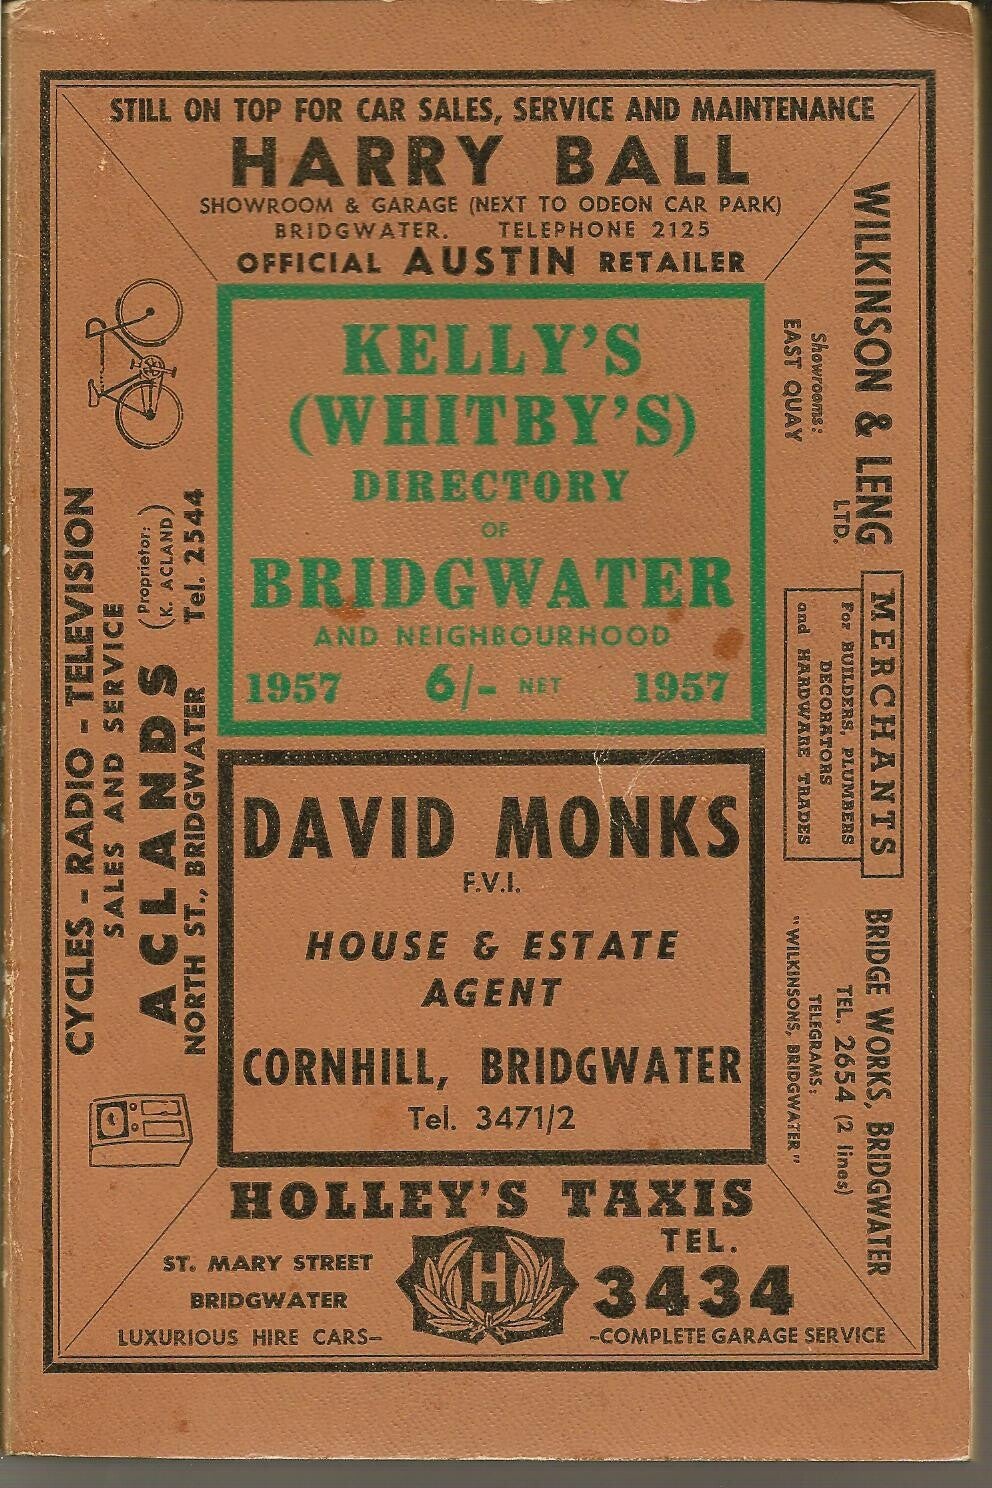 STILL ON TOP FOR CAR SALES, SERVICE AND MAINTENANCE
HARRY BALL
SHOWROOM & GARAGE (NEXT TO ODEON CAR PARK)
BRIDGWATER. TELEPHONE 2125
OFFICIAL AUSTIN RETAILER
KELLY'S
(WHITBY'S)
DIRECTORY
OF
BRIDGWATER
AND NEIGHBOURHOOD
1957 6/- NET 1957
DAVID MONKS
F.V.I.
HOUSE & ESTATE
AGENT
CORNHILL, BRIDGWATER
Tel. 3471/2
CYCLES - RADIO - TELEVISION
SALES AND SERVICE
ACLANDS (Proprietor: K. ACLAND)
NORTH ST., BRIDGWATER Tel. 2544
WILKINSON & LENG LTD.
Showrooms:
EAST QUAY
MERCHANTS
For BUILDERS, PLUMBERS
DECORATORS
and HARDWARE TRADES
BRIDGE WORKS, BRIDGWATER
TEL. 2654 (2 lines)
TELEGRAMS:
"WILKINSONS, BRIDGWATER"
HOLLEY'S TAXIS
ST. MARY STREET
BRIDGWATER
LUXURIOUS HIRE CARS-
H
TEL.
3434
-COMPLETE GARAGE SERVICE